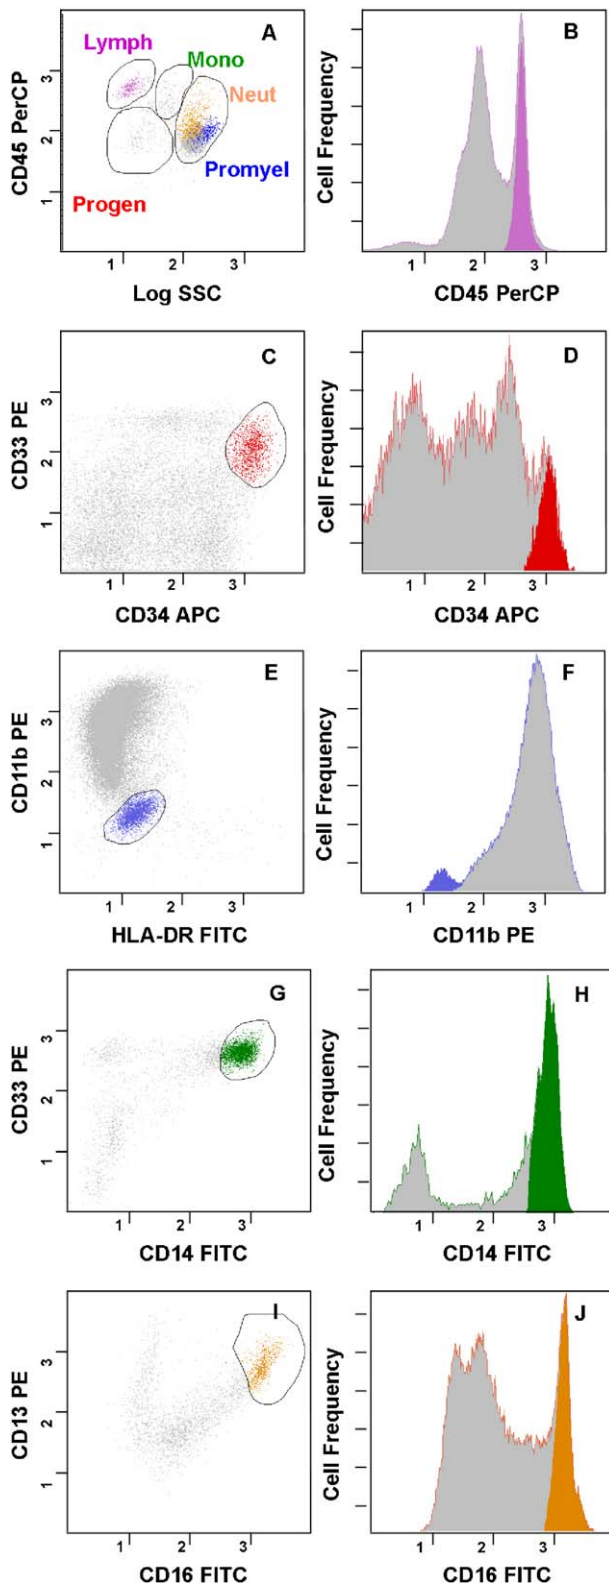 A
Lymph
Mono
Neut
Promyel
Progen
CD45 PerCP
3
2
1
1 2 3
Log SSC
B
Cell Frequency
1 2 3
CD45 PerCP
C
CD33 PE
3
2
1
1 2 3
CD34 APC
D
Cell Frequency
1 2 3
CD34 APC
E
CD11b PE
3
2
1
1 2 3
HLA-DR FITC
F
Cell Frequency
1 2 3
CD11b PE
G
CD33 PE
3
2
1
1 2 3
CD14 FITC
H
Cell Frequency
1 2 3
CD14 FITC
I
CD13 PE
3
2
1
1 2 3
CD16 FITC
J
Cell Frequency
1 2 3
CD16 FITC